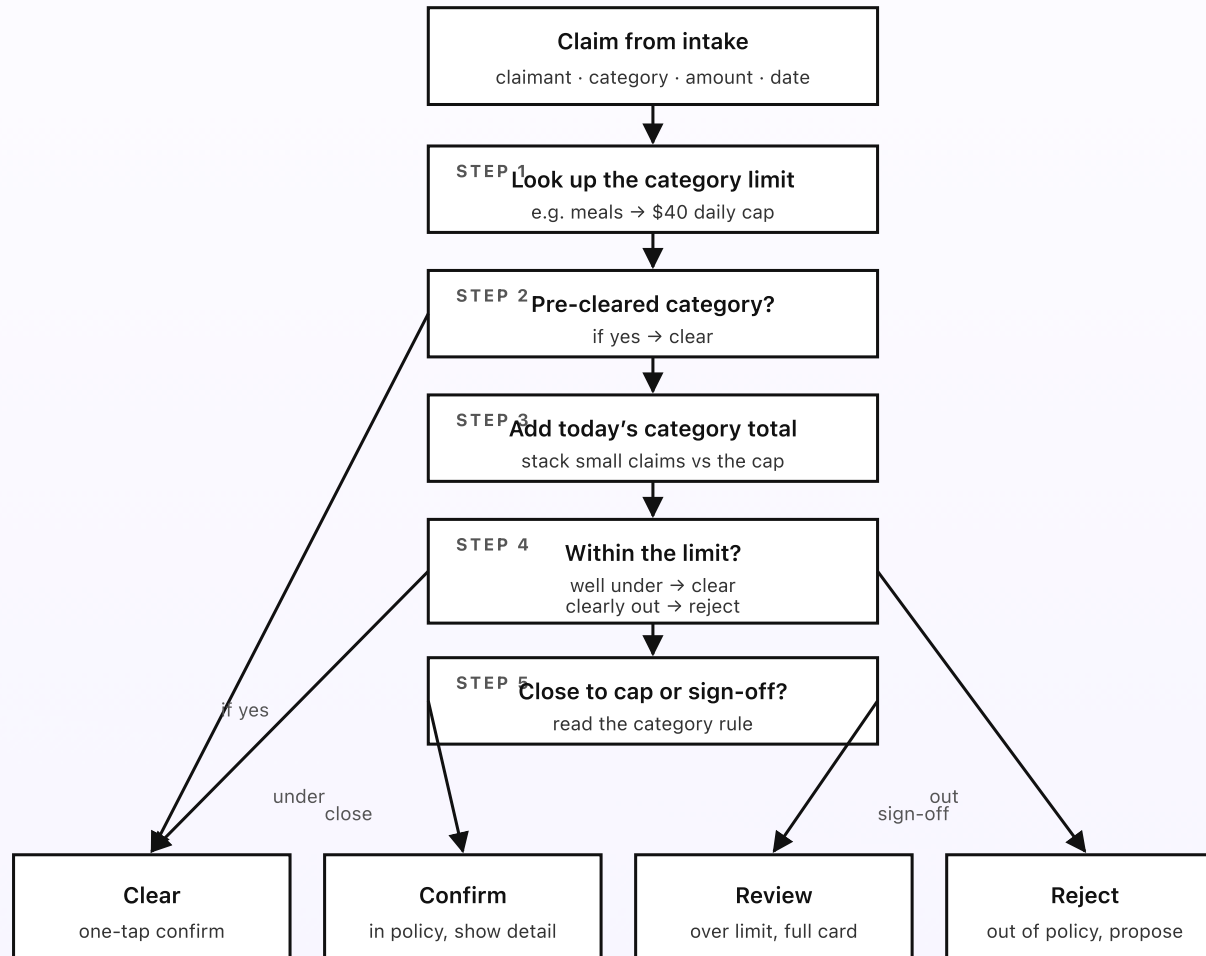 Claim from intake
claimant · category · amount · date
STEP 1
Look up the category limit
e.g. meals → $40 daily cap
STEP 2
Pre-cleared category?
if yes → clear
STEP 3
Add today’s category total
stack small claims vs the cap
STEP 4
Within the limit?
well under → clear
clearly out → reject
STEP 5
Close to cap or sign-off?
read the category rule
if yes
under
close
out
sign-off
Clear
one-tap confirm
Confirm
in policy, show detail
Review
over limit, full card
Reject
out of policy, propose